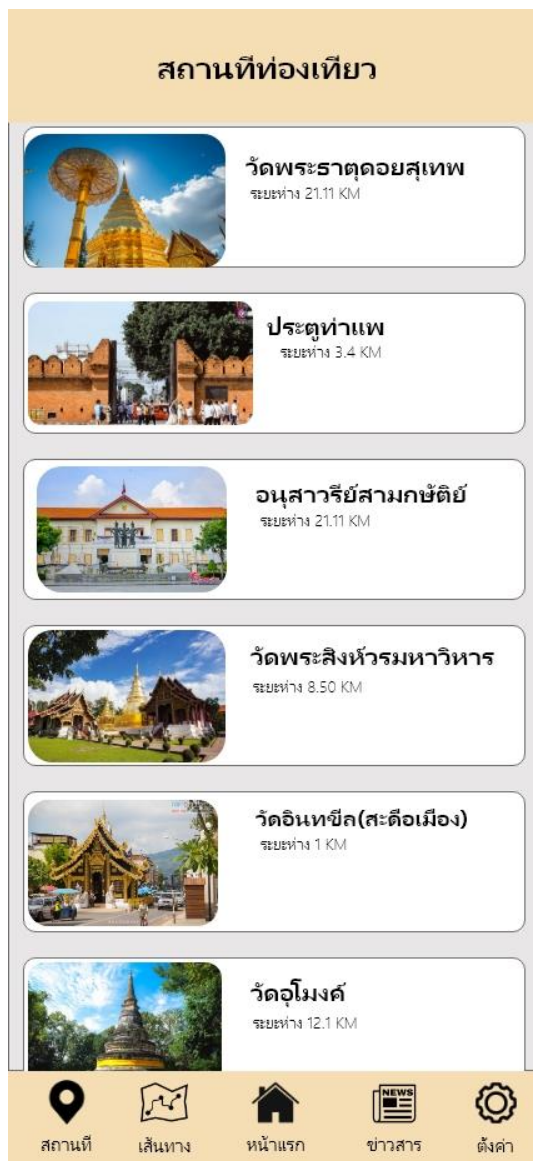 สถานที่ท่องเที่ยว
วัดพระธาตุดอยสุเทพ
ระยะห่าง 21.11 KM
ประตูท่าแพ
ระยะห่าง 3.4 KM
อนุสาวรีย์สามกษัติย์
ระยะห่าง 21.11 KM
วัดพระสิงห์วรมหาวิหาร
ระยะห่าง 8.50 KM
วัดอินทขีล(สะดือเมือง)
ระยะห่าง 1 KM
วัดอุโมงค์
ระยะห่าง 12.1 KM
NEWS
สถานที่ เส้นทาง หน้าแรก ข่าวสาร ตั้งค่า